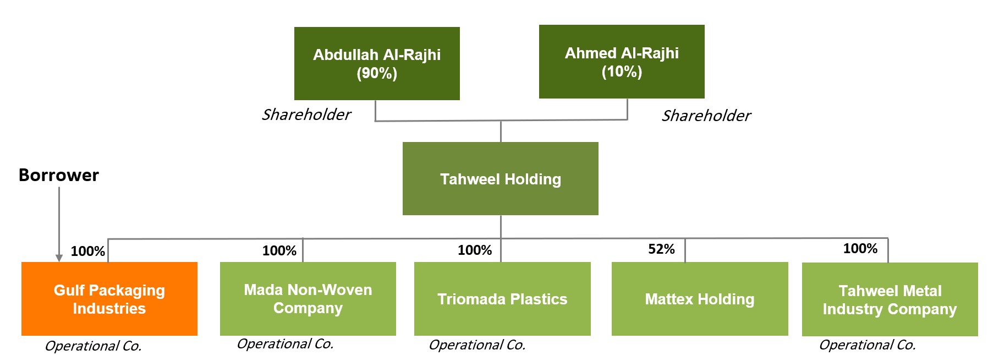 Abdullah Al-Rajhi
(90%)
Ahmed Al-Rajhi
(10%)
Shareholder
Shareholder
Tahweel Holding
Borrower
100%
100%
100%
52%
100%
Gulf Packaging
Industries
Mada Non-Woven
Company
Triomada Plastics
Mattex Holding
Tahweel Metal
Industry Company
Operational Co.
Operational Co.
Operational Co.
Operational Co.